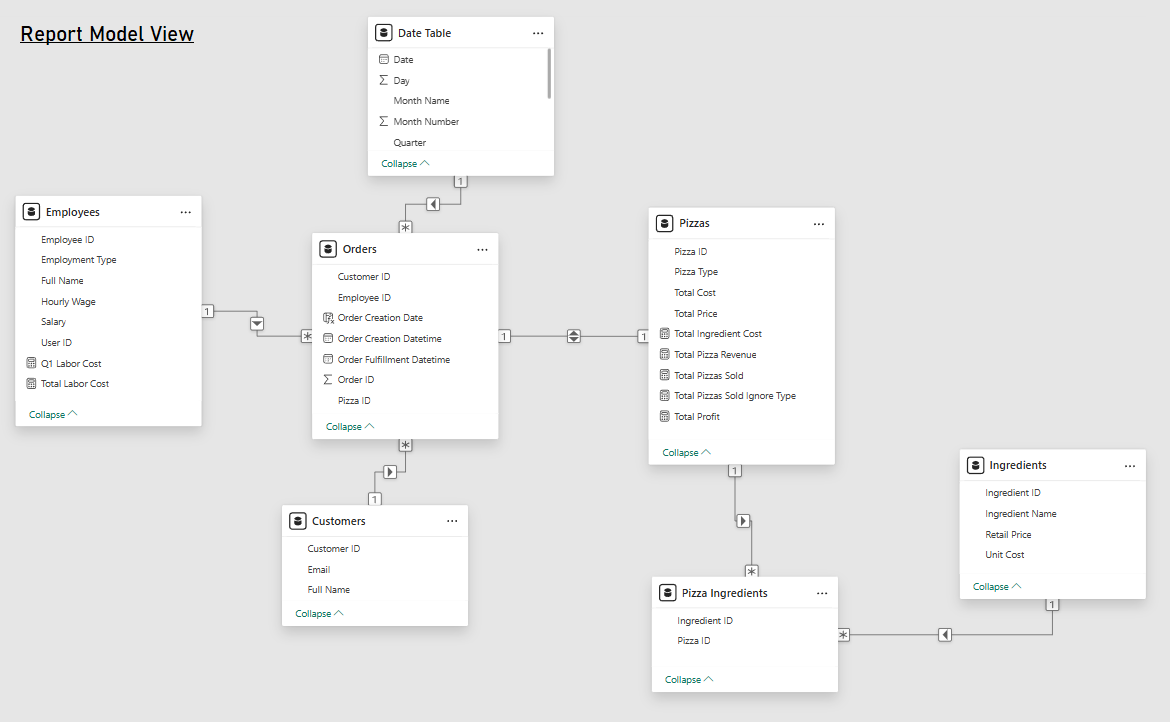 Report Model View
Date Table
Date
Day
Month Name
Month Number
Quarter
Collapse
1
*
Employees
Employee ID
Employment Type
Full Name
Hourly Wage
Salary
User ID
Q1 Labor Cost
Total Labor Cost
Collapse
1
*
Orders
Customer ID
Employee ID
Order Creation Date
Order Creation Datetime
Order Fulfillment Datetime
Order ID
Pizza ID
Collapse
1
1
*
1
Pizzas
Pizza ID
Pizza Type
Total Cost
Total Price
Total Ingredient Cost
Total Pizza Revenue
Total Pizzas Sold
Total Pizzas Sold Ignore Type
Total Profit
Collapse
1
*
Customers
Customer ID
Email
Full Name
Collapse
Pizza Ingredients
Ingredient ID
Pizza ID
Collapse
*
Ingredients
Ingredient ID
Ingredient Name
Retail Price
Unit Cost
Collapse
1